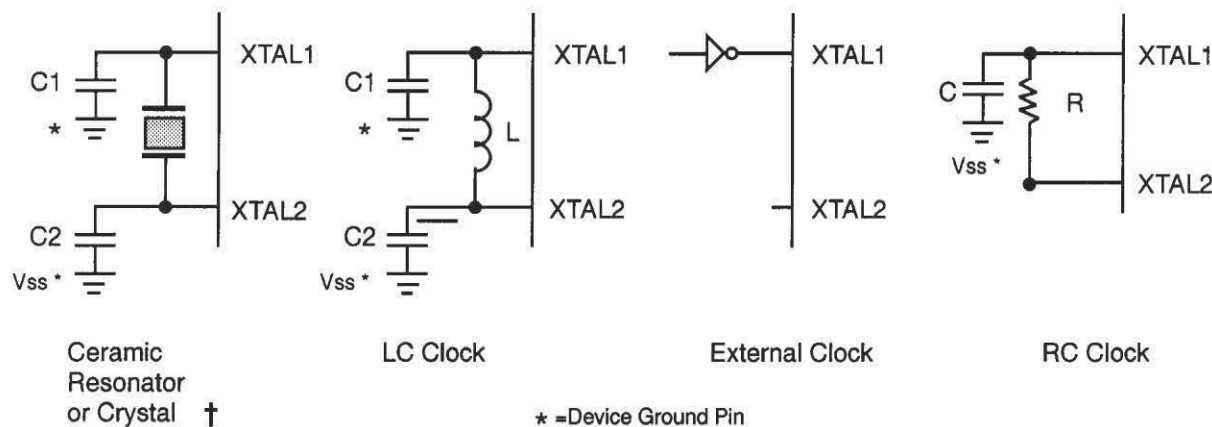 XTAL1
C1
*
XTAL2
C2
Vss *
Ceramic
Resonator
or Crystal †
XTAL1
C1
*
L
XTAL2
C2
Vss *
LC Clock
XTAL1
XTAL2
External Clock
XTAL1
C
R
Vss *
XTAL2
RC Clock
* =Device Ground Pin